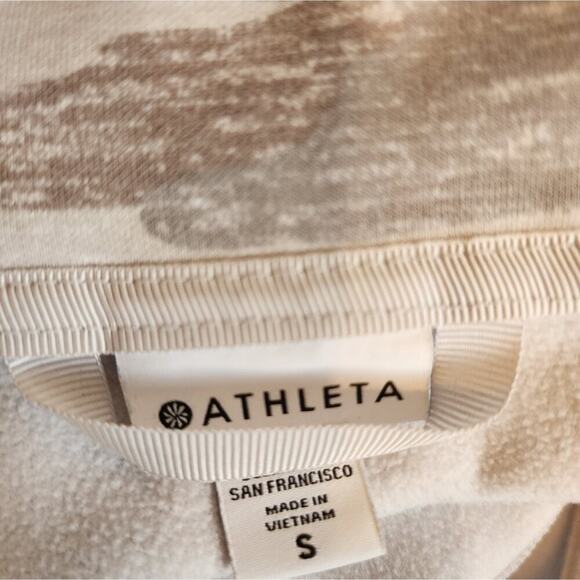 ATHLETA
SAN FRANCISCO
MADE IN
VIETNAM
S